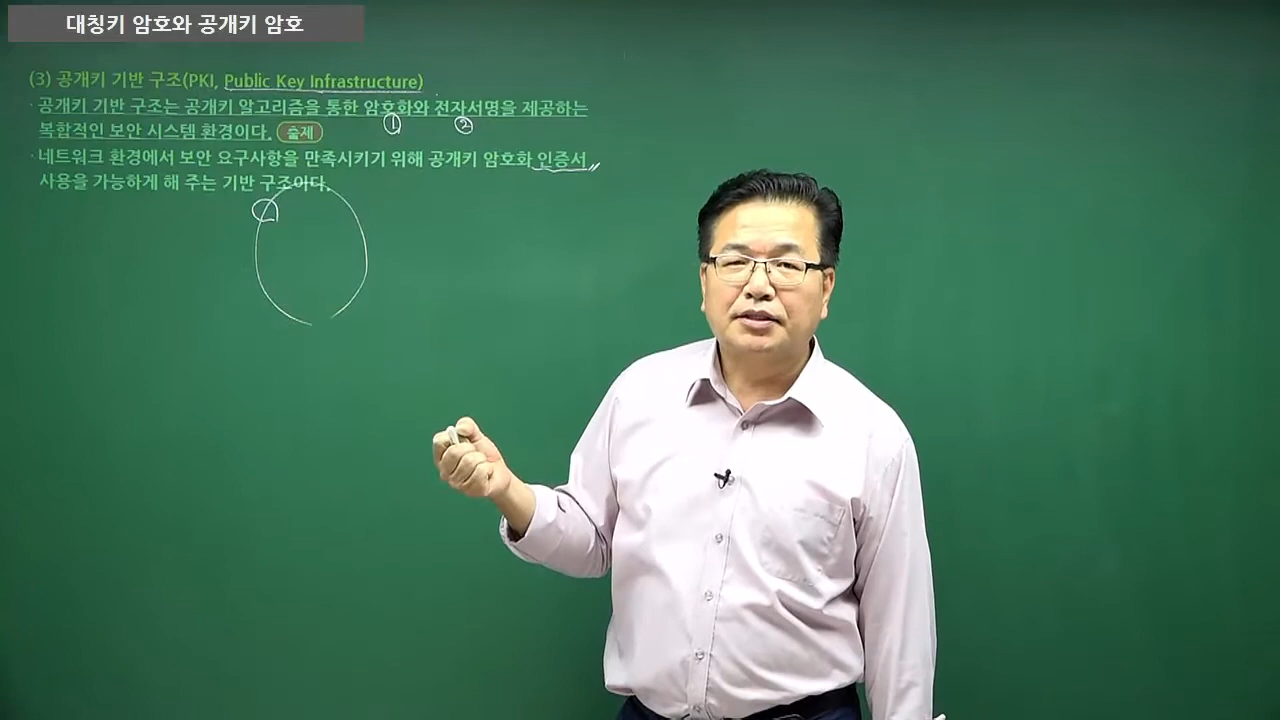 대칭키 암호와 공개키 암호
(3) 공개키 기반 구조(PKI, Public Key Infrastructure)
· 공개키 기반 구조는 공개키 알고리즘을 통한 암호화와 전자서명을 제공하는
복합적인 보안 시스템 환경이다. 출제
① ②
· 네트워크 환경에서 보안 요구사항을 만족시키기 위해 공개키 암호화 인증서
사용을 가능하게 해 주는 기반 구조이다.